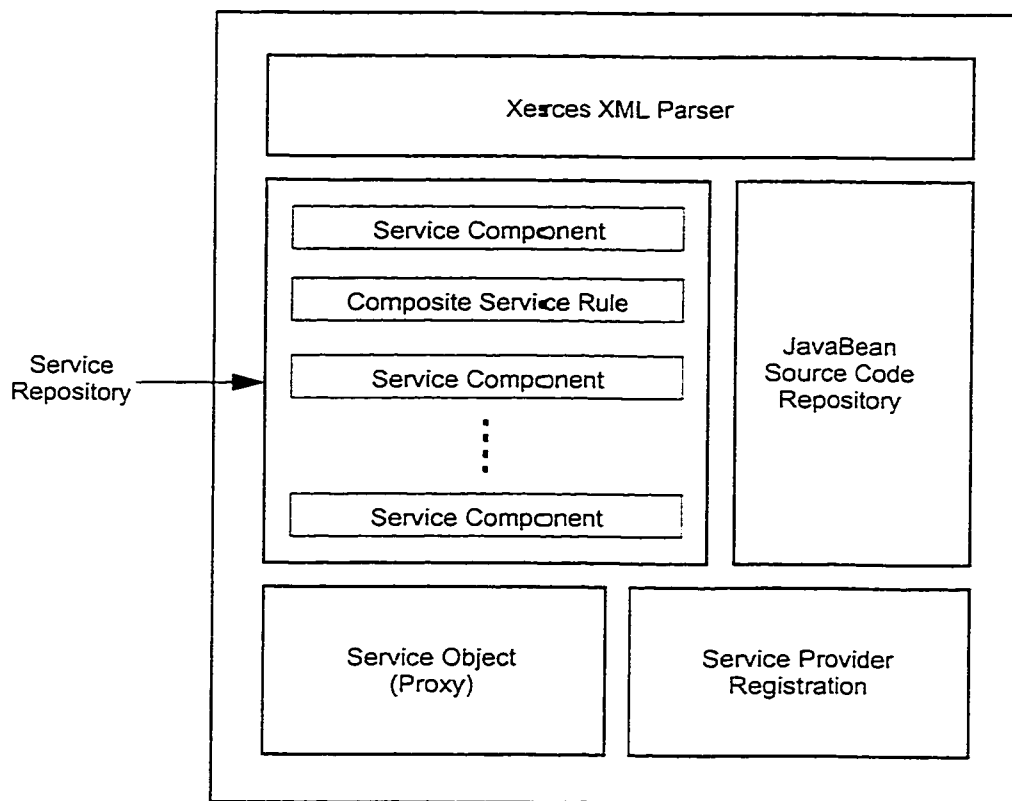 Xerces XML Parser
Service Component
Composite Service Rule
Service Component
Service Component
Service
Repository
JavaBean
Source Code
Repository
Service Object
(Proxy)
Service Provider
Registration